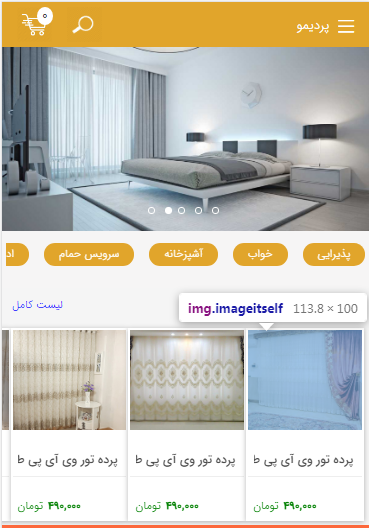 پردیمو
0
پذیرایی
خواب
آشپزخانه
سرویس حمام
اد
لیست کامل
img.imageitself 113.8 × 100
پرده تور وی آی پی ط
پرده تور وی آی پی ط
پرده تور وی آی پی ط
۴۹۰,۰۰۰ تومان
۴۹۰,۰۰۰ تومان
۴۹۰,۰۰۰ تومان